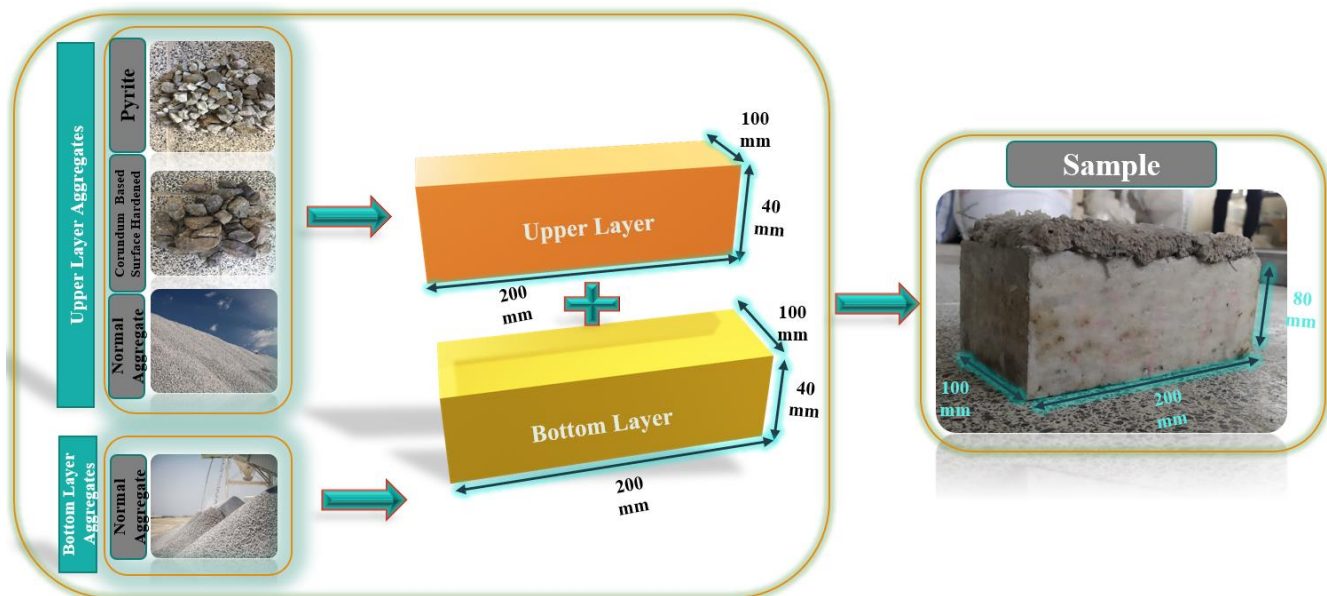 Upper Layer Aggregates
Pyrite
Corundum Based
Surface Hardened
Normal
Aggregate
Bottom Layer
Aggregates
Normal
Aggregate
100
mm
40
mm
Upper Layer
200
mm
100
mm
40
mm
Bottom Layer
200
mm
Sample
80
mm
100
mm
200
mm